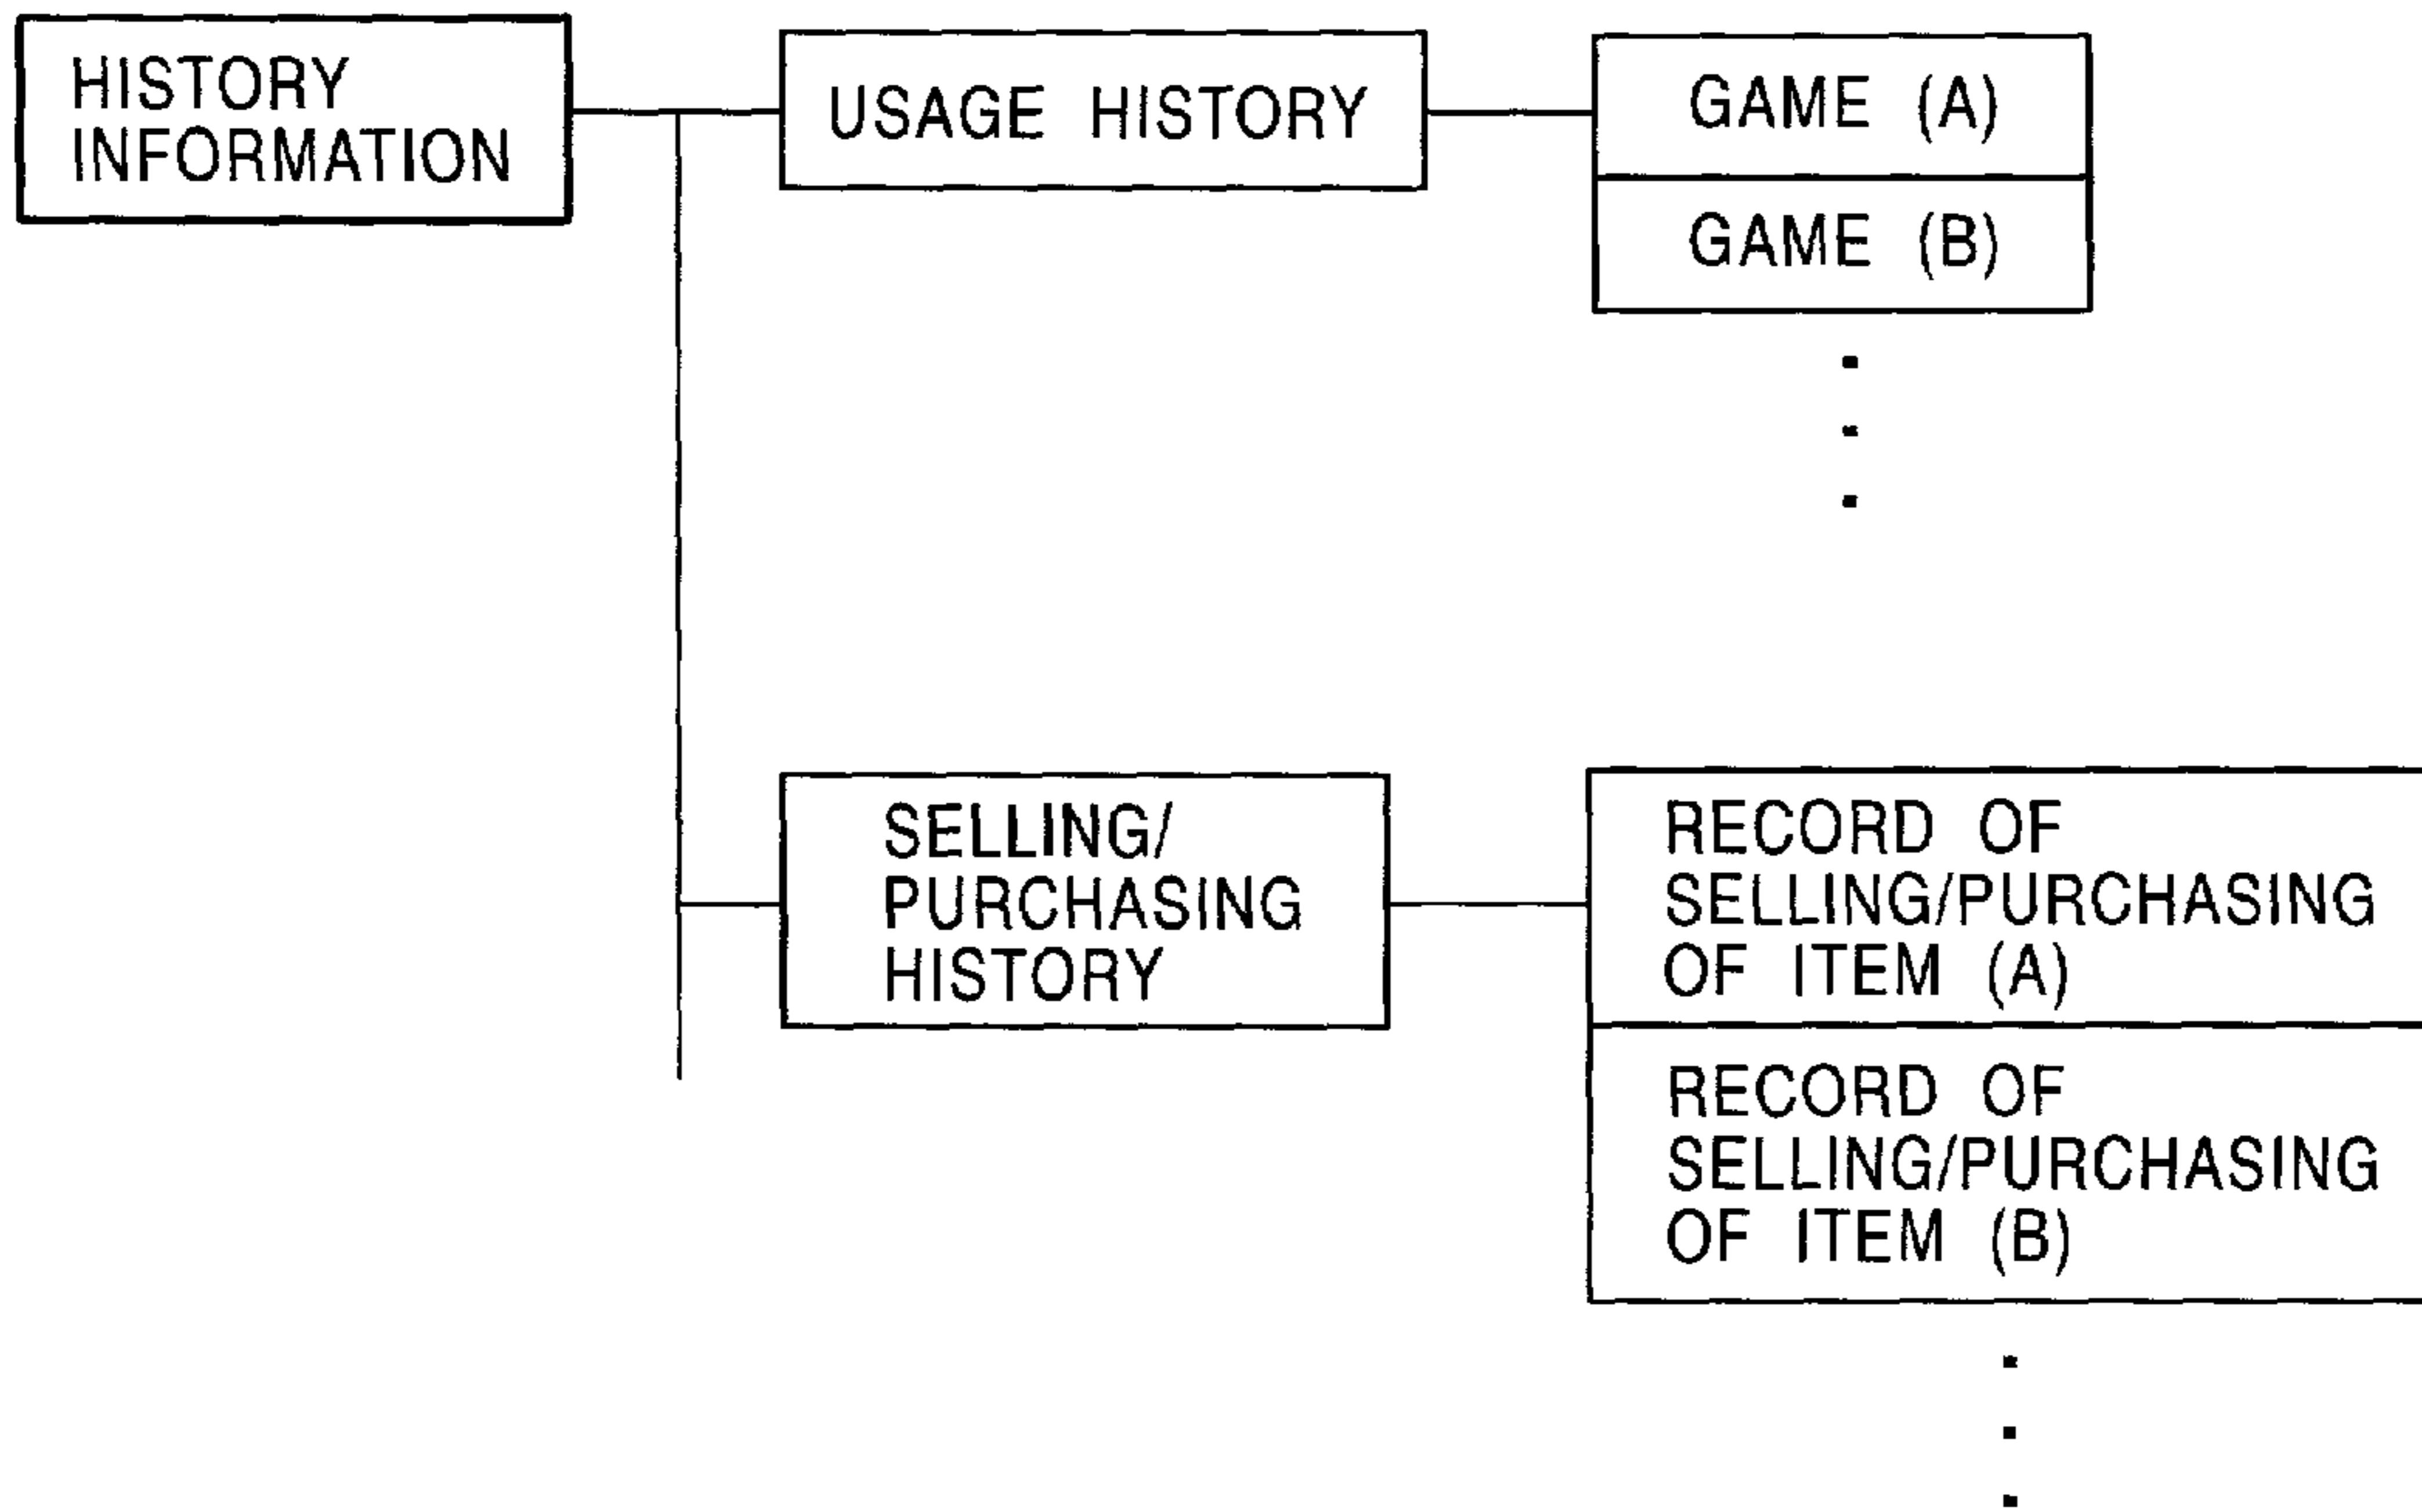 HISTORY
INFORMATION
USAGE HISTORY
GAME (A)
GAME (B)
SELLING/
PURCHASING
HISTORY
RECORD OF
SELLING/PURCHASING
OF ITEM (A)
RECORD OF
SELLING/PURCHASING
OF ITEM (B)